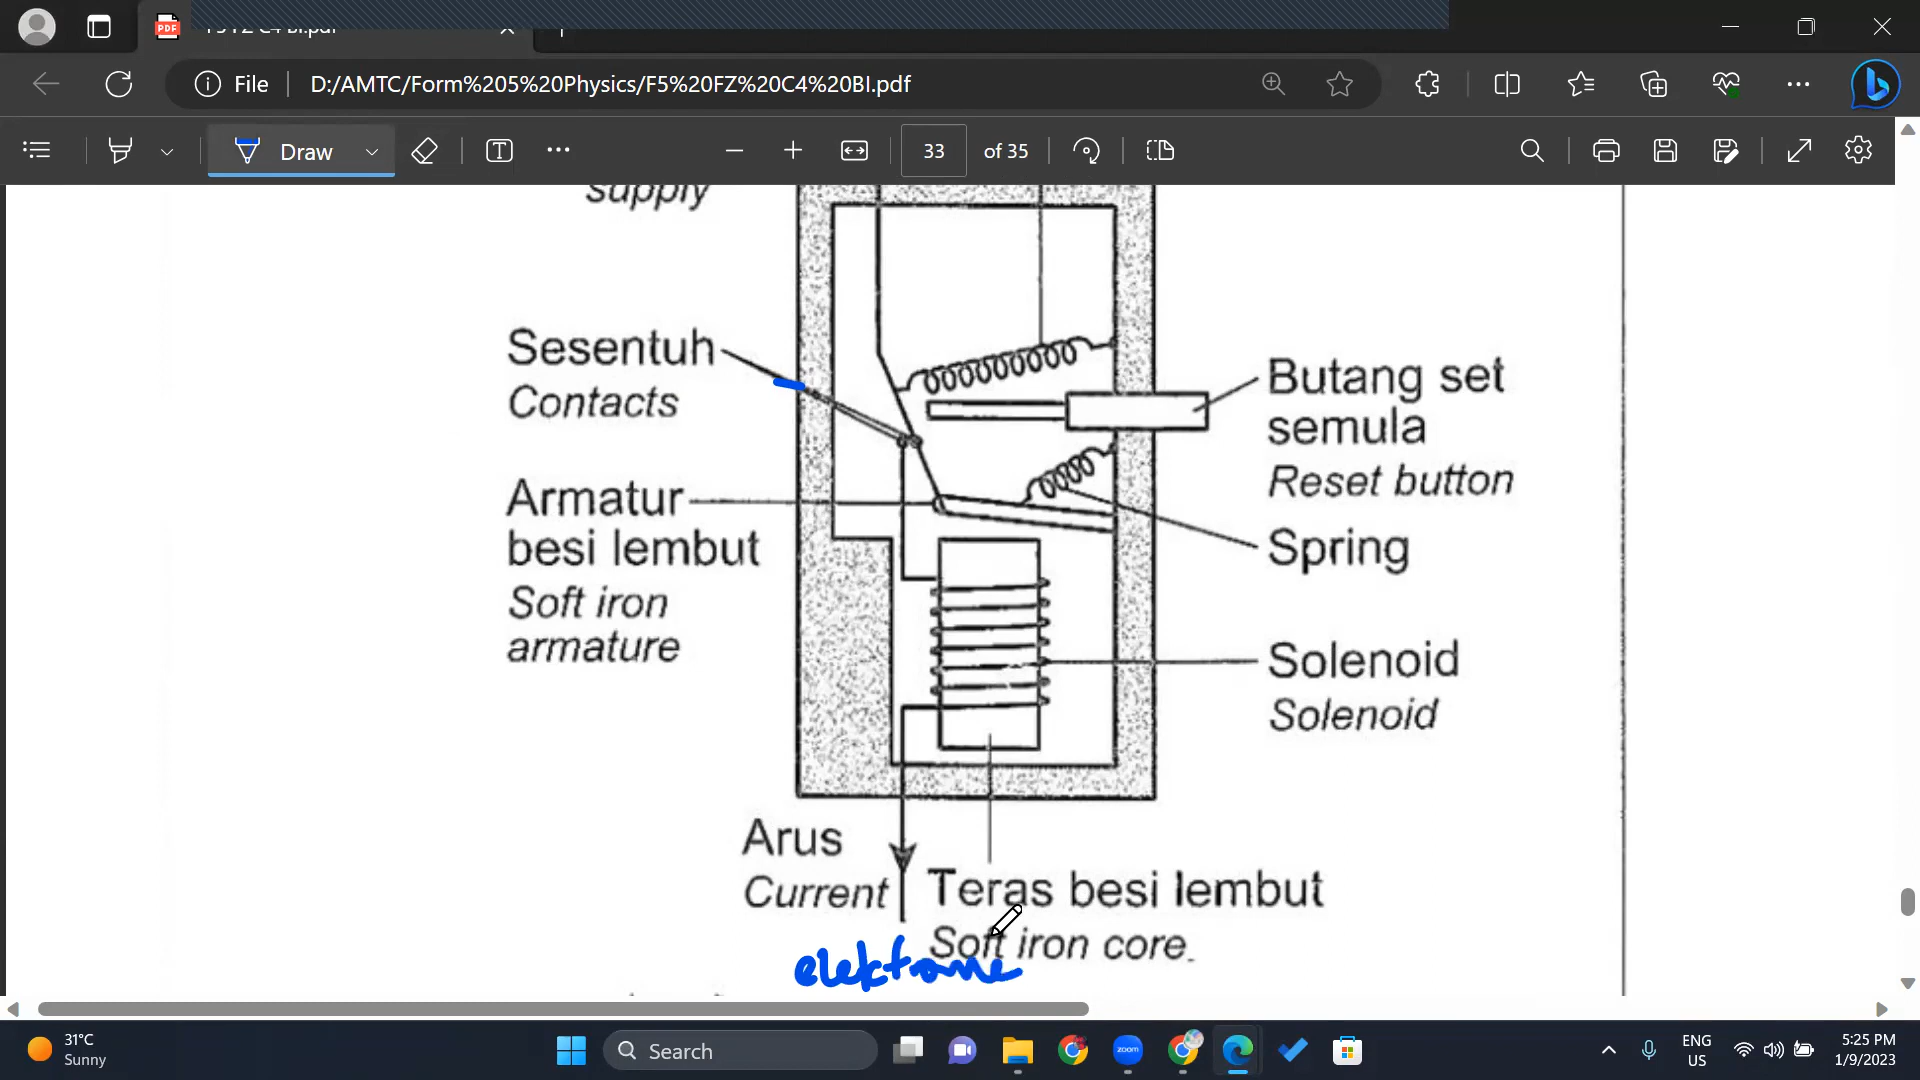 File
D:/AMTC/Form%205%20Physics/F5%20FZ%20C4%20BI.pdf
Draw
33
of 35
supply
Sesentuh
Contacts
Butang set
semula
Reset button
Armatur
besi lembut
Soft iron
armature
Spring
Solenoid
Solenoid
Arus
Current
Teras besi lembut
Soft iron core.
elektromc
31°C
Sunny
Search
zoom
ENG
US
5:25 PM
1/9/2023